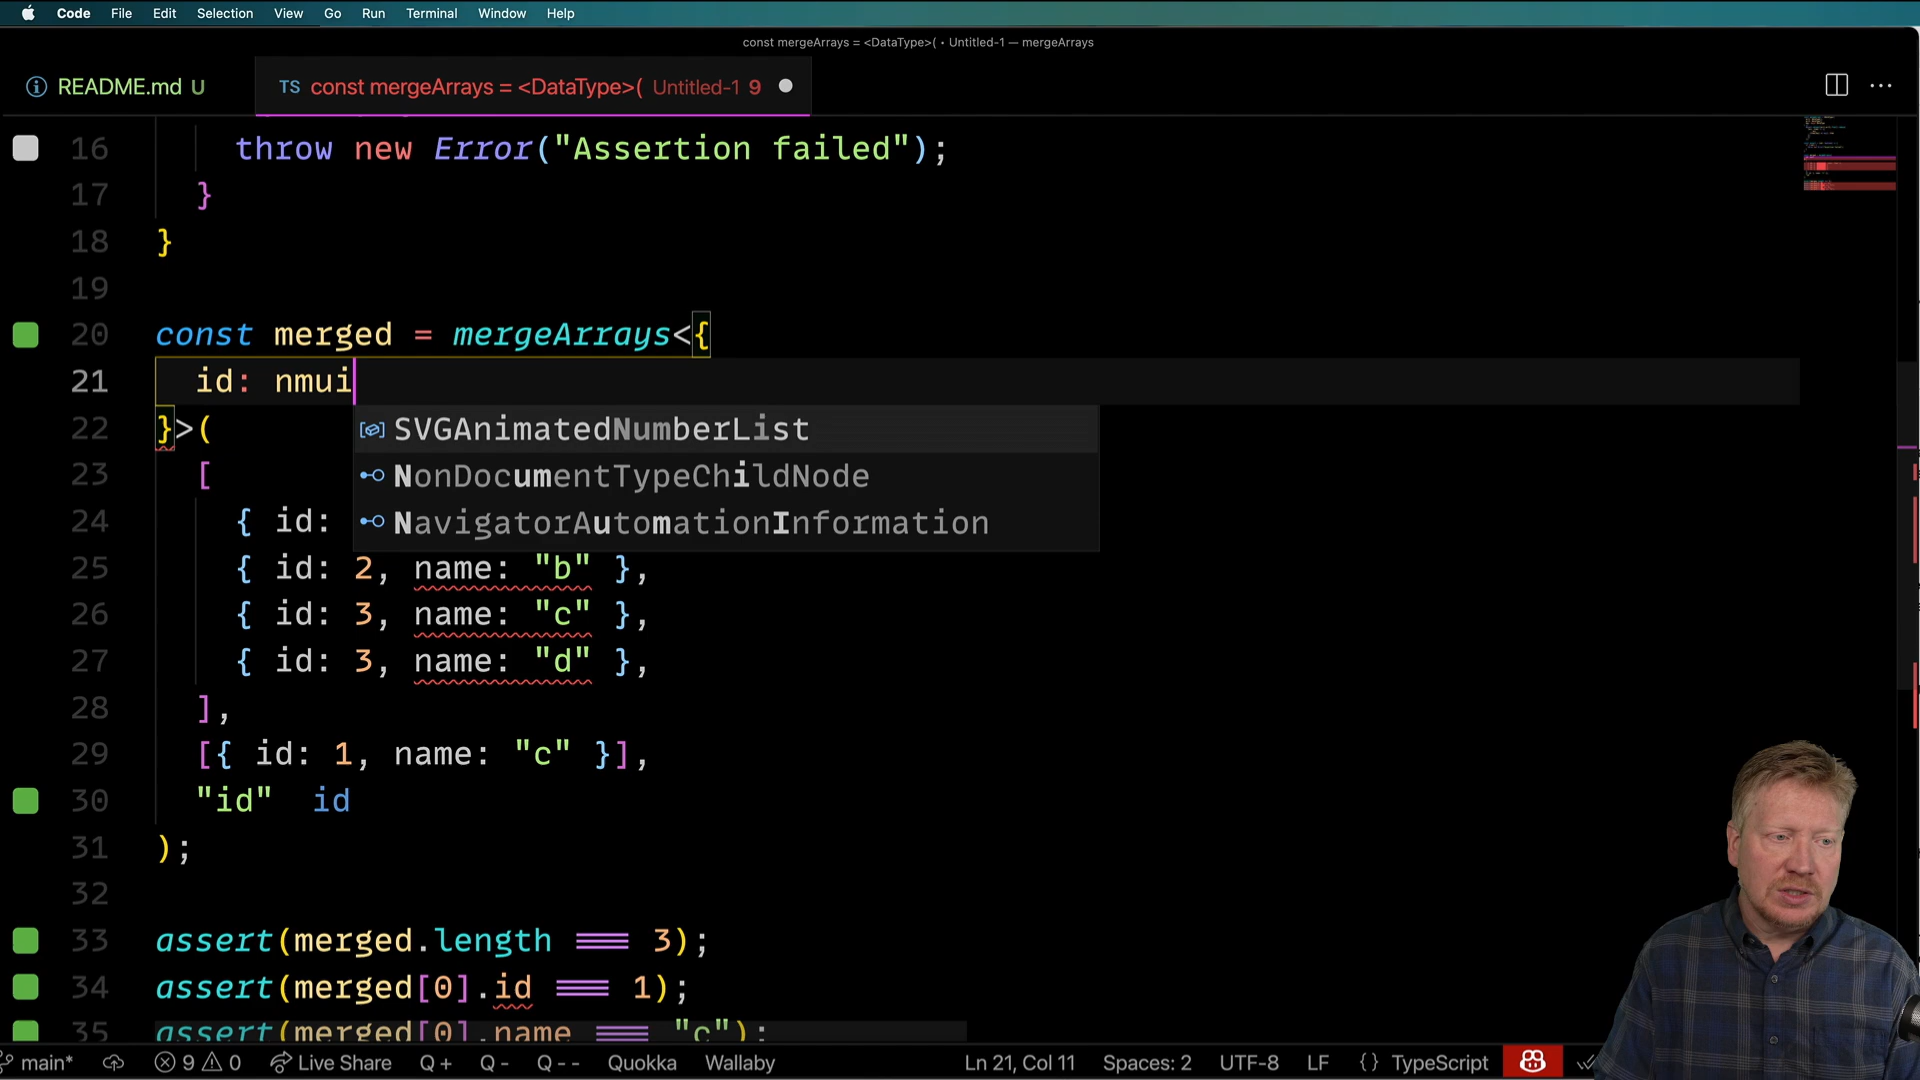 Code File Edit Selection View Go Run Terminal Window Help
const mergeArrays = <DataType>( • Untitled-1 — mergeArrays
README.md U TS const mergeArrays = <DataType>( Untitled-1 9
16 throw new Error("Assertion failed");
17 }
18 }
19
20 const merged = mergeArrays<{
21 id: nmui
22 }>(
SVGAnimatedNumberList
23 [
NonDocumentTypeChildNode
24 { id:
NavigatorAutomationInformation
25 { id: 2, name: "b" },
26 { id: 3, name: "c" },
27 { id: 3, name: "d" },
28 ],
29 [{ id: 1, name: "c" }],
30 "id" id
31 );
32
33 assert(merged.length === 3);
34 assert(merged[0].id === 1);
35 assert(merged[0].name === "c");
main* 9 0 Live Share Q+ Q- Q-- Quokka Wallaby Ln 21, Col 11 Spaces: 2 UTF-8 LF {} TypeScript